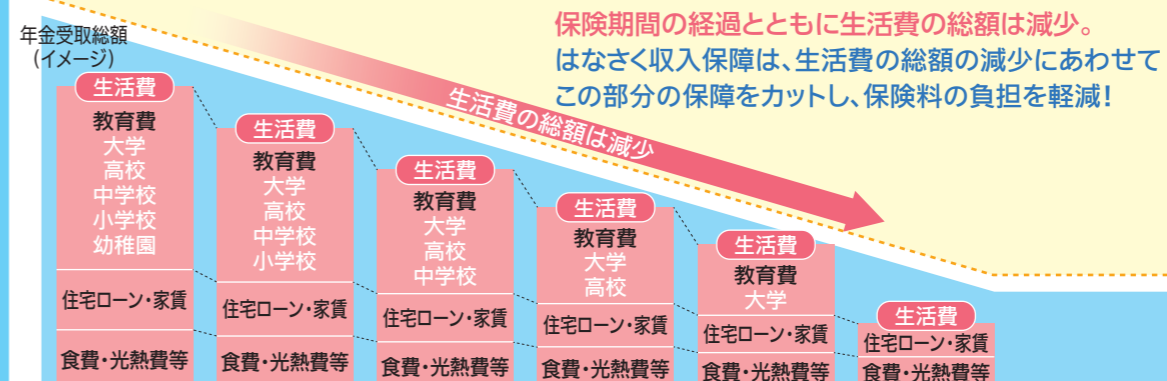 保険期間の経過とともに生活費の総額は減少。
はなさく収入保障は、生活費の総額の減少にあわせて
この部分の保障をカットし、保険料の負担を軽減!
年金受取総額
(イメージ)
生活費の総額は減少
生活費
教育費
大学
高校
中学校
小学校
幼稚園
住宅ローン・家賃
食費・光熱費等
生活費
教育費
大学
高校
中学校
小学校
住宅ローン・家賃
食費・光熱費等
生活費
教育費
大学
高校
中学校
住宅ローン・家賃
食費・光熱費等
生活費
教育費
大学
高校
住宅ローン・家賃
食費・光熱費等
生活費
教育費
大学
住宅ローン・家賃
食費・光熱費等
生活費
住宅ローン・家賃
食費・光熱費等